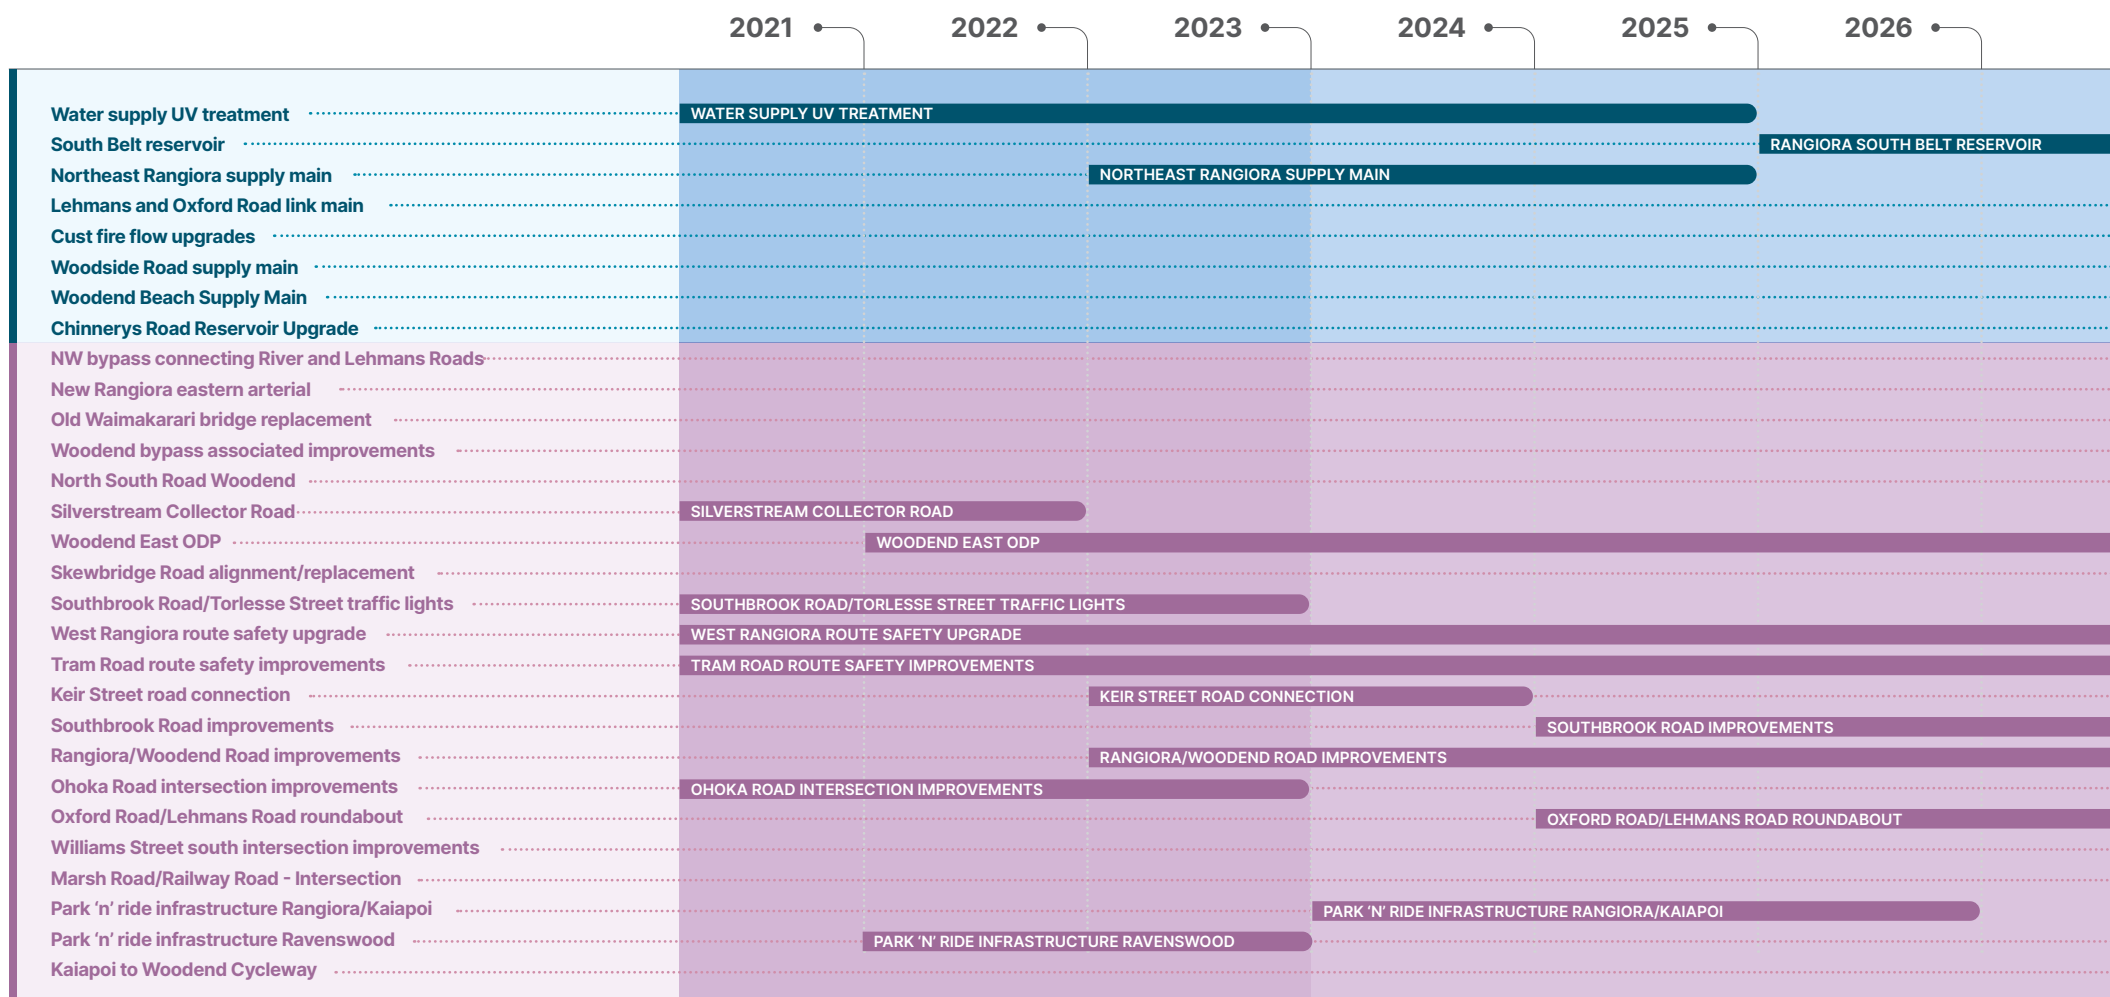 2021 2022 2023 2024 2025 2026
Water supply UV treatment WATER SUPPLY UV TREATMENT
South Belt reservoir RANGIORA SOUTH BELT RESERVOIR
Northeast Rangiora supply main NORTHEAST RANGIORA SUPPLY MAIN
Lehmans and Oxford Road link main
Cust fire flow upgrades
Woodside Road supply main
Woodend Beach Supply Main
Chinnerys Road Reservoir Upgrade
NW bypass connecting River and Lehmans Roads
New Rangiora eastern arterial
Old Waimakarari bridge replacement
Woodend bypass associated improvements
North South Road Woodend
Silverstream Collector Road SILVERSTREAM COLLECTOR ROAD
Woodend East ODP WOODEND EAST ODP
Skewbridge Road alignment/replacement
Southbrook Road/Torlesse Street traffic lights SOUTHBROOK ROAD/TORLESSE STREET TRAFFIC LIGHTS
West Rangiora route safety upgrade WEST RANGIORA ROUTE SAFETY UPGRADE
Tram Road route safety improvements TRAM ROAD ROUTE SAFETY IMPROVEMENTS
Keir Street road connection KEIR STREET ROAD CONNECTION
Southbrook Road improvements SOUTHBROOK ROAD IMPROVEMENTS
Rangiora/Woodend Road improvements RANGIORA/WOODEND ROAD IMPROVEMENTS
Ohoka Road intersection improvements OHOKA ROAD INTERSECTION IMPROVEMENTS
Oxford Road/Lehmans Road roundabout OXFORD ROAD/LEHMANS ROAD ROUNDABOUT
Williams Street south intersection improvements
Marsh Road/Railway Road - Intersection
Park ‘n’ ride infrastructure Rangiora/Kaiapoi PARK ‘N’ RIDE INFRASTRUCTURE RANGIORA/KAIAPOI
Park ‘n’ ride infrastructure Ravenswood PARK ‘N’ RIDE INFRASTRUCTURE RAVENSWOOD
Kaiapoi to Woodend Cycleway